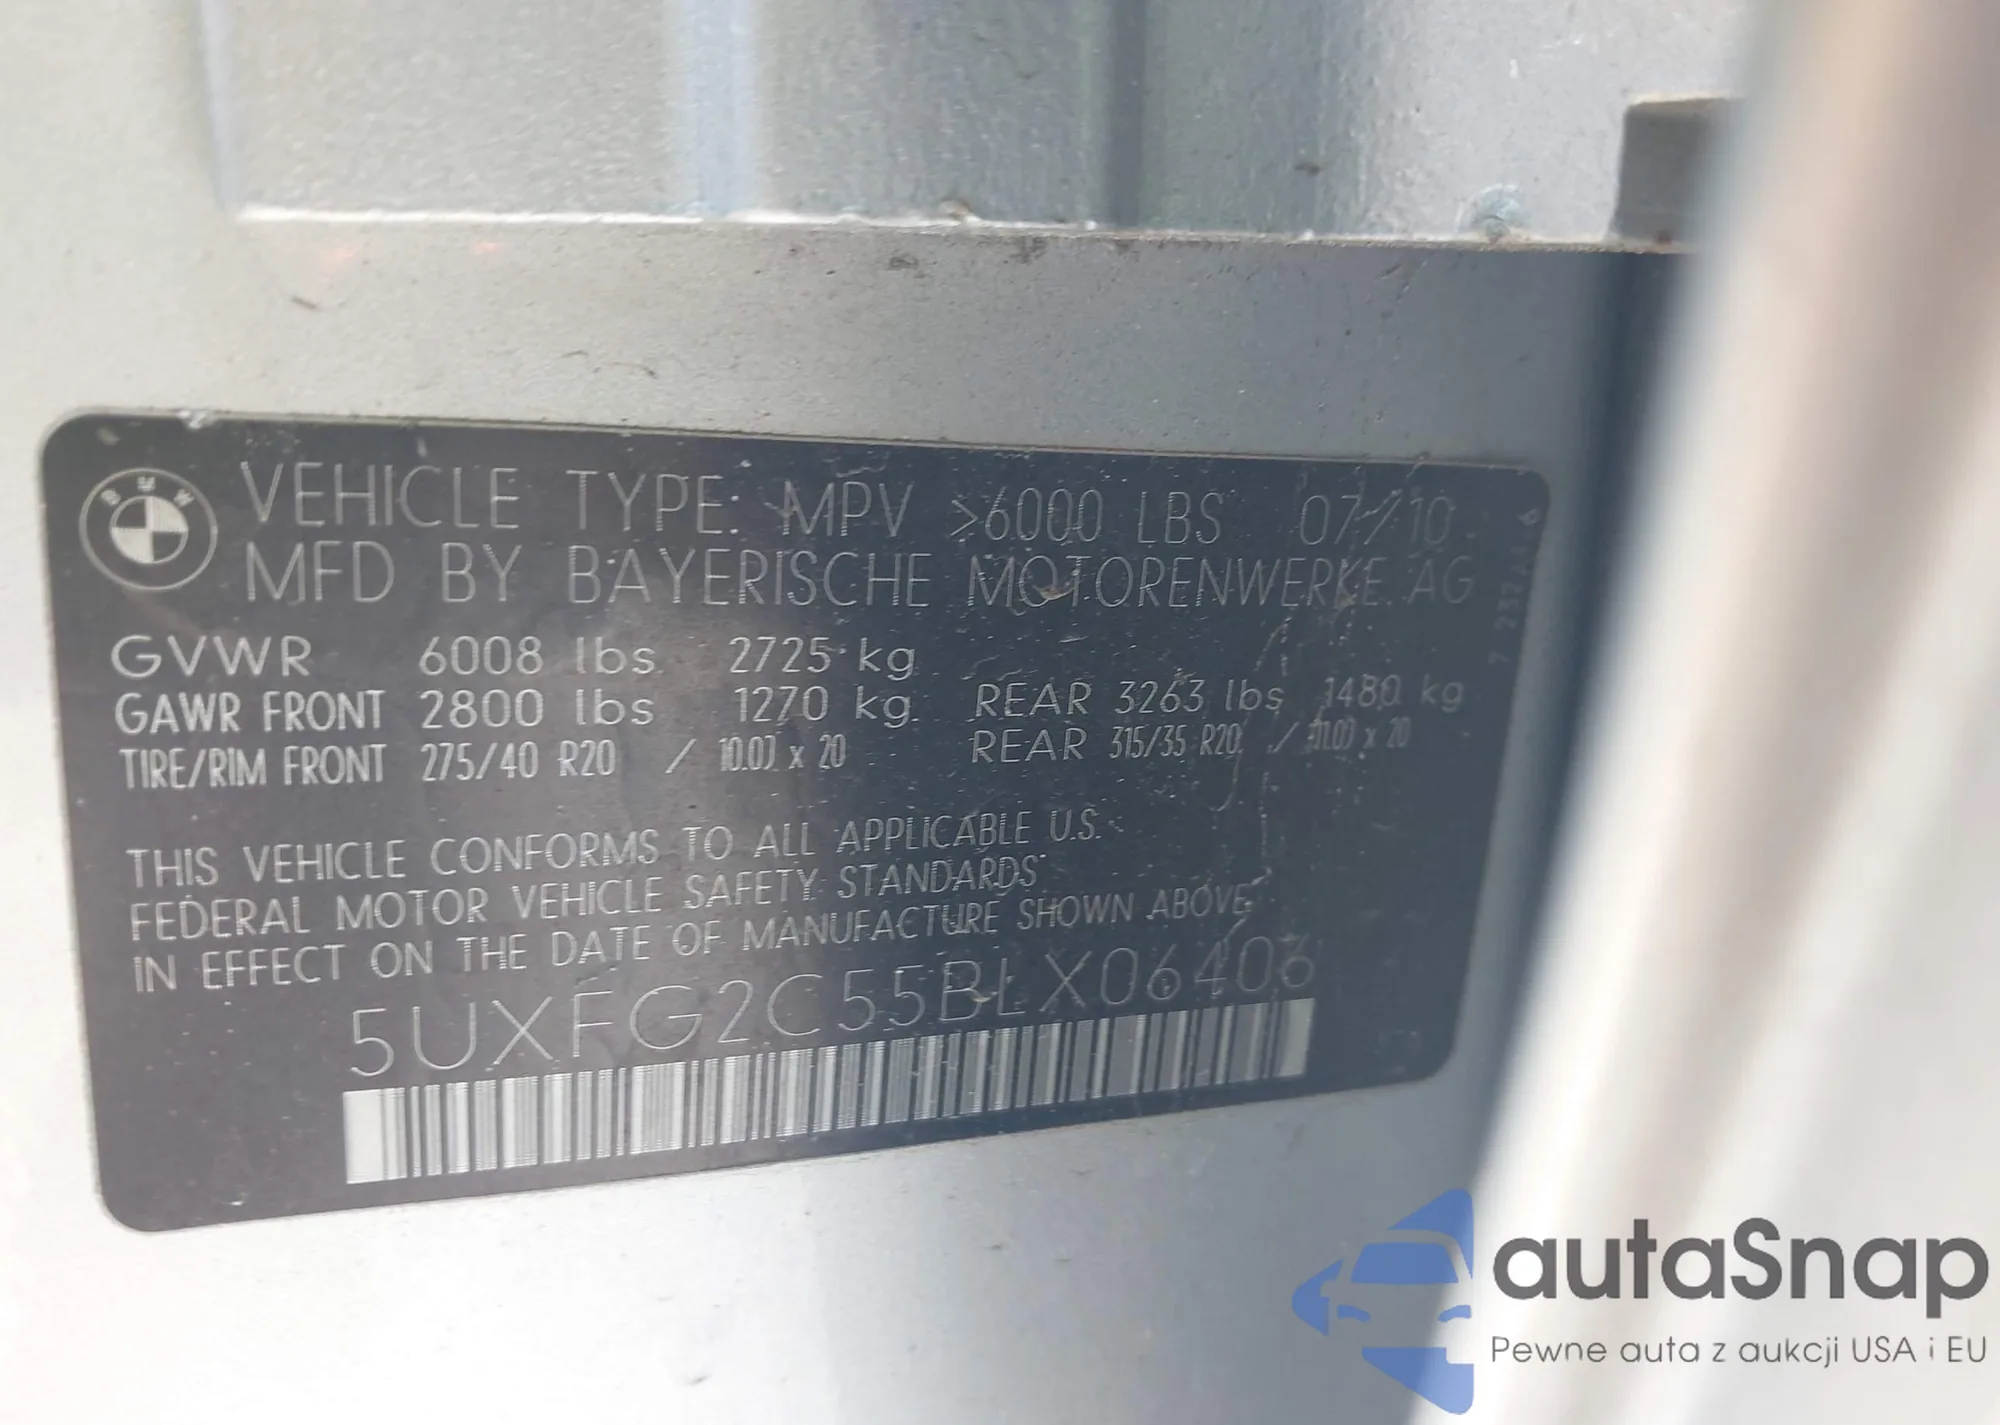 BMW
VEHICLE TYPE: MPV >6000 LBS 07/10
MFD BY BAYERISCHE MOTORENWERKE AG
GVWR 6008 lbs 2725 kg
GAWR FRONT 2800 lbs 1270 kg REAR 3263 lbs 1480 kg
TIRE/RIM FRONT 275/40 R20 / 10.0J x 20 REAR 315/35 R20 / 11.0J x 20
THIS VEHICLE CONFORMS TO ALL APPLICABLE U.S.
FEDERAL MOTOR VEHICLE SAFETY STANDARDS
IN EFFECT ON THE DATE OF MANUFACTURE SHOWN ABOVE
5UXFG2C55BLX06406
autaSnap
Pewne auta z aukcji USA i EU